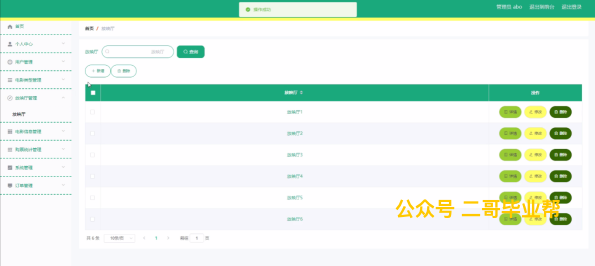 操作成功
管理员 abo
退出到前台
退出登录
首页
个人中心
用户管理
电影类型管理
放映厅管理
放映厅
电影信息管理
购票统计管理
系统管理
订单管理
首页 / 放映厅
放映厅
放映厅
查询
新增
删除
放映厅
操作
放映厅1
详情
修改
删除
放映厅2
详情
修改
删除
放映厅3
详情
修改
删除
放映厅4
详情
修改
删除
放映厅5
详情
修改
删除
放映厅6
详情
修改
删除
共 6 条
10条/页
1
前往
1
页
公众号 二哥毕业帮